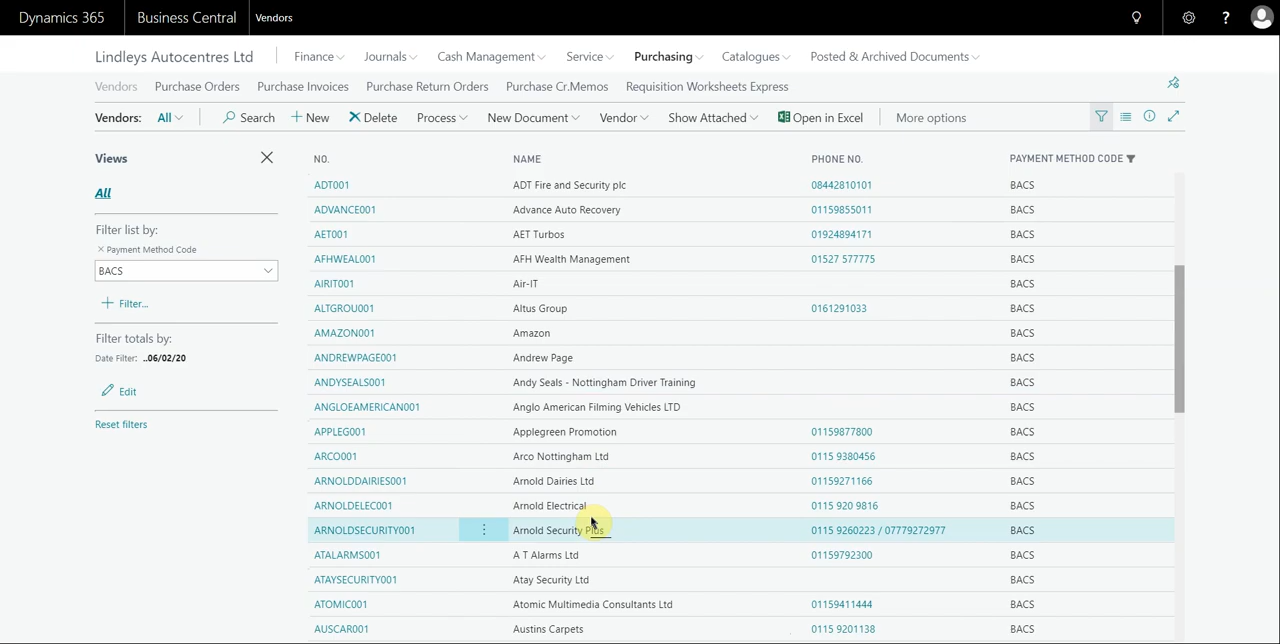 Dynamics 365 Business Central Vendors ?
Lindleys Autocentres Ltd Finance Journals Cash Management Service Purchasing Catalogues Posted & Archived Documents
Vendors Purchase Orders Purchase Invoices Purchase Return Orders Purchase Cr.Memos Requisition Worksheets Express
Vendors: All Search New Delete Process New Document Vendor Show Attached Open in Excel More options
Views
All
Filter list by:
× Payment Method Code
BACS
Filter...
Filter totals by:
Date Filter: ..06/02/20
Edit
Reset filters
NO. NAME PHONE NO. PAYMENT METHOD CODE
ADT001 ADT Fire and Security plc 08442810101 BACS
ADVANCE001 Advance Auto Recovery 01159855011 BACS
AET001 AET Turbos 01924894171 BACS
AFHWEAL001 AFH Wealth Management 01527 577775 BACS
AIRIT001 Air-IT BACS
ALTGROU001 Altus Group 0161291033 BACS
AMAZON001 Amazon BACS
ANDREWPAGE001 Andrew Page BACS
ANDYSEALS001 Andy Seals - Nottingham Driver Training BACS
ANGLOEAMERICAN001 Anglo American Filming Vehicles LTD BACS
APPLEG001 Applegreen Promotion 01159877800 BACS
ARCO001 Arco Nottingham Ltd 0115 9380456 BACS
ARNOLDDAIRIES001 Arnold Dairies Ltd 01159271166 BACS
ARNOLDELEC001 Arnold Electrical 0115 920 9816 BACS
ARNOLDSECURITY001 Arnold Security Plus 0115 9260223 / 07779272977 BACS
ATALARMS001 A T Alarms Ltd 01159792300 BACS
ATAYSECURITY001 Atay Security Ltd BACS
ATOMIC001 Atomic Multimedia Consultants Ltd 01159411444 BACS
AUSCAR001 Austins Carpets 0115 9201138 BACS